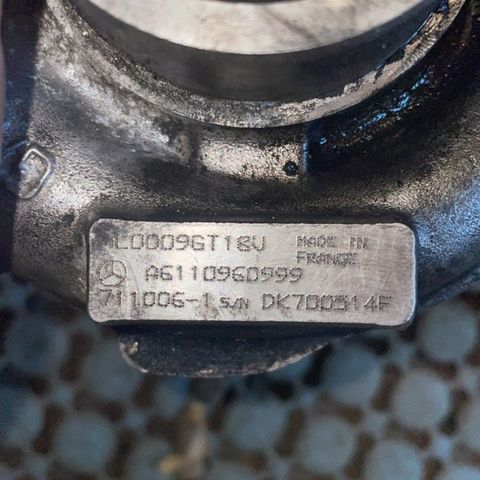 L0009GT18V MADE IN FRANCE
A6110960999
711006-1 S/N DK700514F